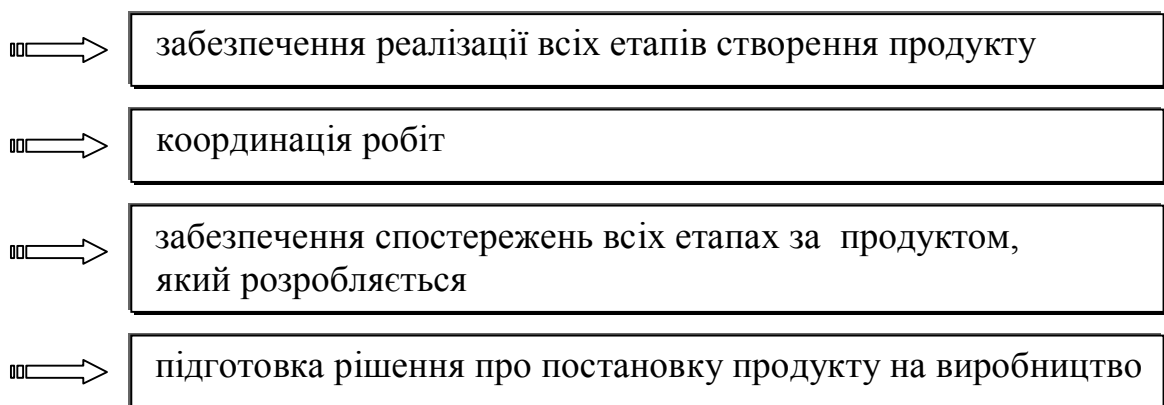 забезпечення реалізації всіх етапів створення продукту
координація робіт
забезпечення спостережень всіх етапах за продуктом,
який розробляється
підготовка рішення про постановку продукту на виробництво